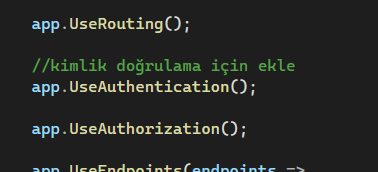 app.UseRouting();
//kimlik doğrulama için ekle
app.UseAuthentication();
app.UseAuthorization();
app.UseEndpoints(endpoints =>